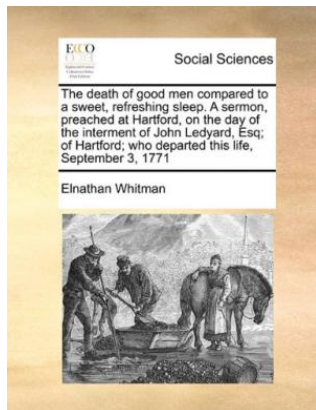 ECCO
Social Sciences
The death of good men compared to
a sweet, refreshing sleep. A sermon,
preached at Hartford, on the day of
the interment of John Ledyard, Esq;
of Hartford; who departed this life,
September 3, 1771
Elnathan Whitman